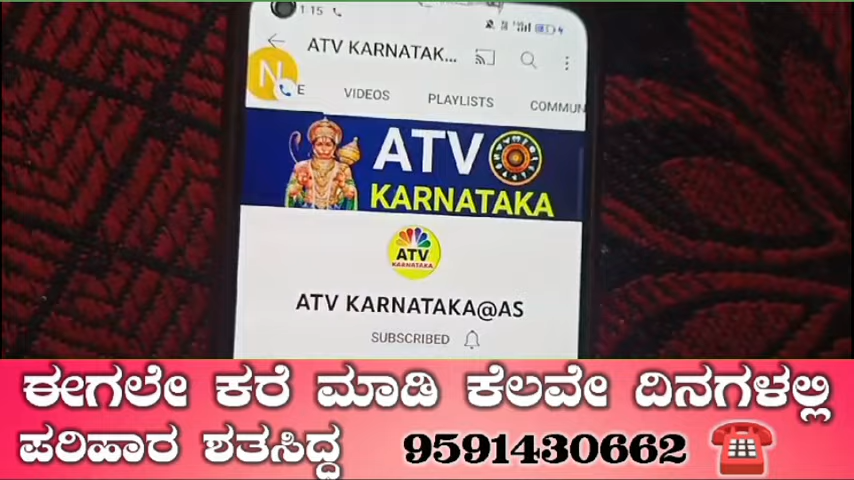 1 15
ATV KARNATAK...
E
N
VIDEOS
PLAYLISTS
COMMUN
ATV
KARNATAKA
ATV
KARNATAKA
ATV KARNATAKA@AS
SUBSCRIBED
ಈಗಲೇ ಕರೆ ಮಾಡಿ ಕೆಲವೇ ದಿನಗಳಲ್ಲಿ
ಪರಿಹಾರ ಶತಸಿದ್ಧ 9591430662